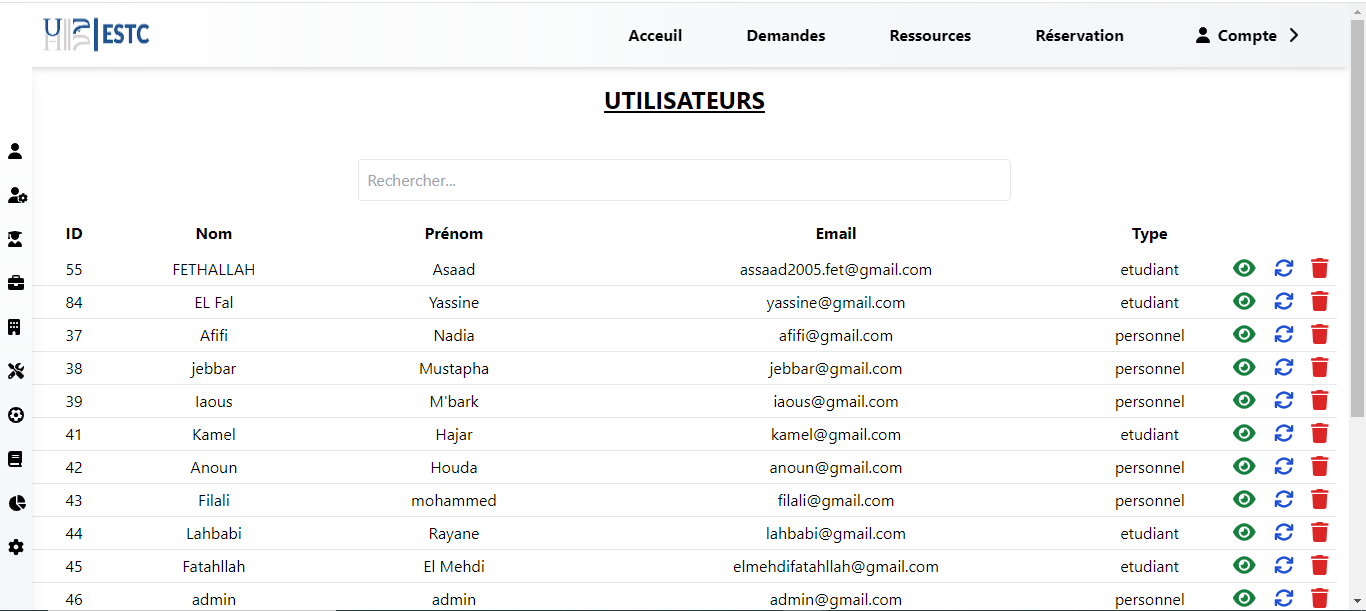 UH2C ESTC Acceuil Demandes Ressources Réservation Compte
UTILISATEURS
Rechercher...
ID Nom Prénom Email Type
55 FETHALLAH Asaad assaad2005.fet@gmail.com etudiant
84 EL Fal Yassine yassine@gmail.com etudiant
37 Afifi Nadia afifi@gmail.com personnel
38 jebbar Mustapha jebbar@gmail.com personnel
39 Iaous M'bark iaous@gmail.com personnel
41 Kamel Hajar kamel@gmail.com etudiant
42 Anoun Houda anoun@gmail.com personnel
43 Filali mohammed filali@gmail.com personnel
44 Lahbabi Rayane lahbabi@gmail.com etudiant
45 Fatahllah El Mehdi elmehdifatahllah@gmail.com etudiant
46 admin admin admin@gmail.com personnel